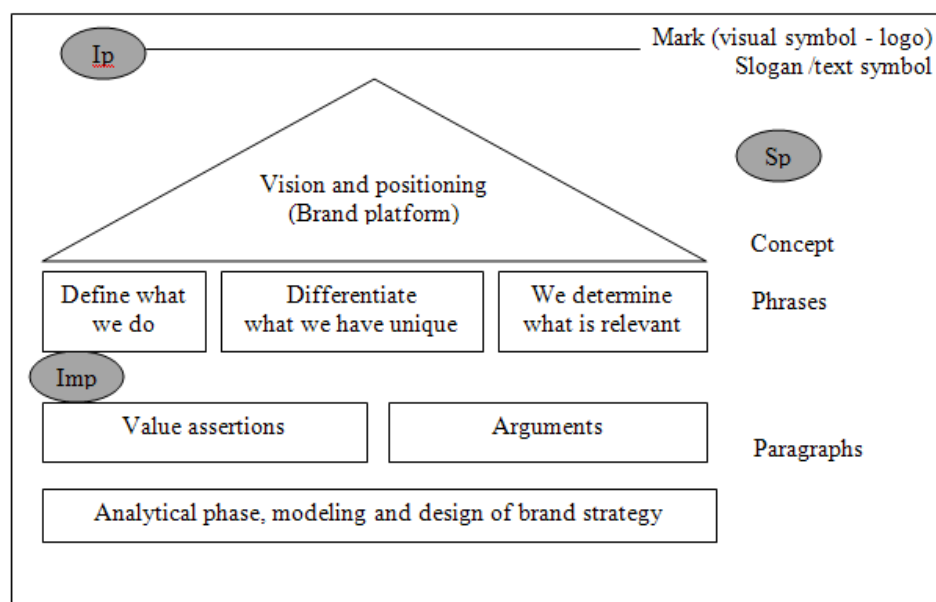 Ip
Mark (visual symbol - logo)
Slogan /text symbol
Sp
Vision and positioning
(Brand platform)
Concept
Define what
we do
Differentiate
what we have unique
We determine
what is relevant
Phrases
Imp
Value assertions
Arguments
Paragraphs
Analytical phase, modeling and design of brand strategy